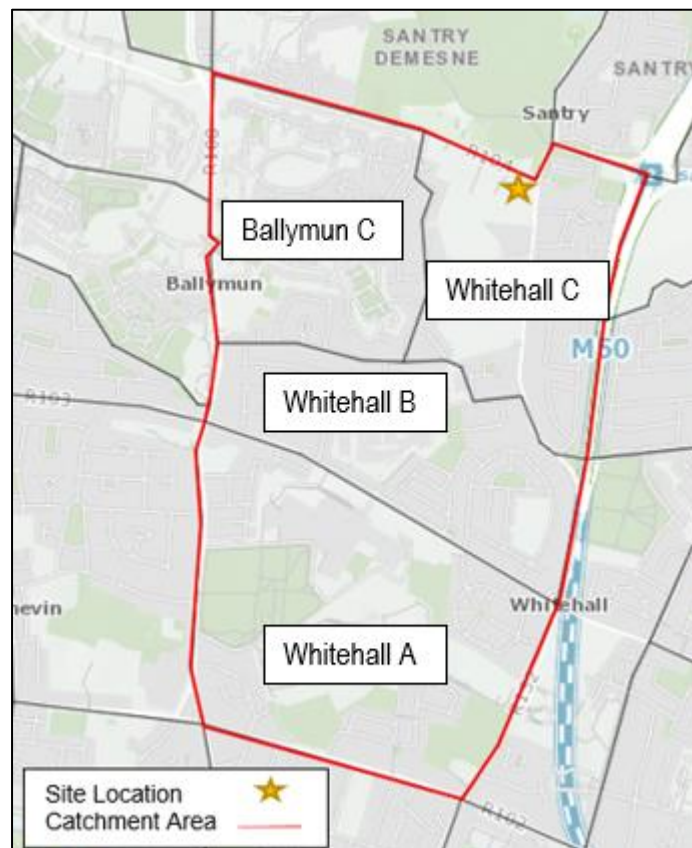 SANTRY
DEMESNE
SANTRY
Santry
R104
R108
Ballymun C
Ballymun
Whitehall C
M50
Whitehall B
R103
nevin
Whitehall
Whitehall A
R132
R102
Site Location
Catchment Area